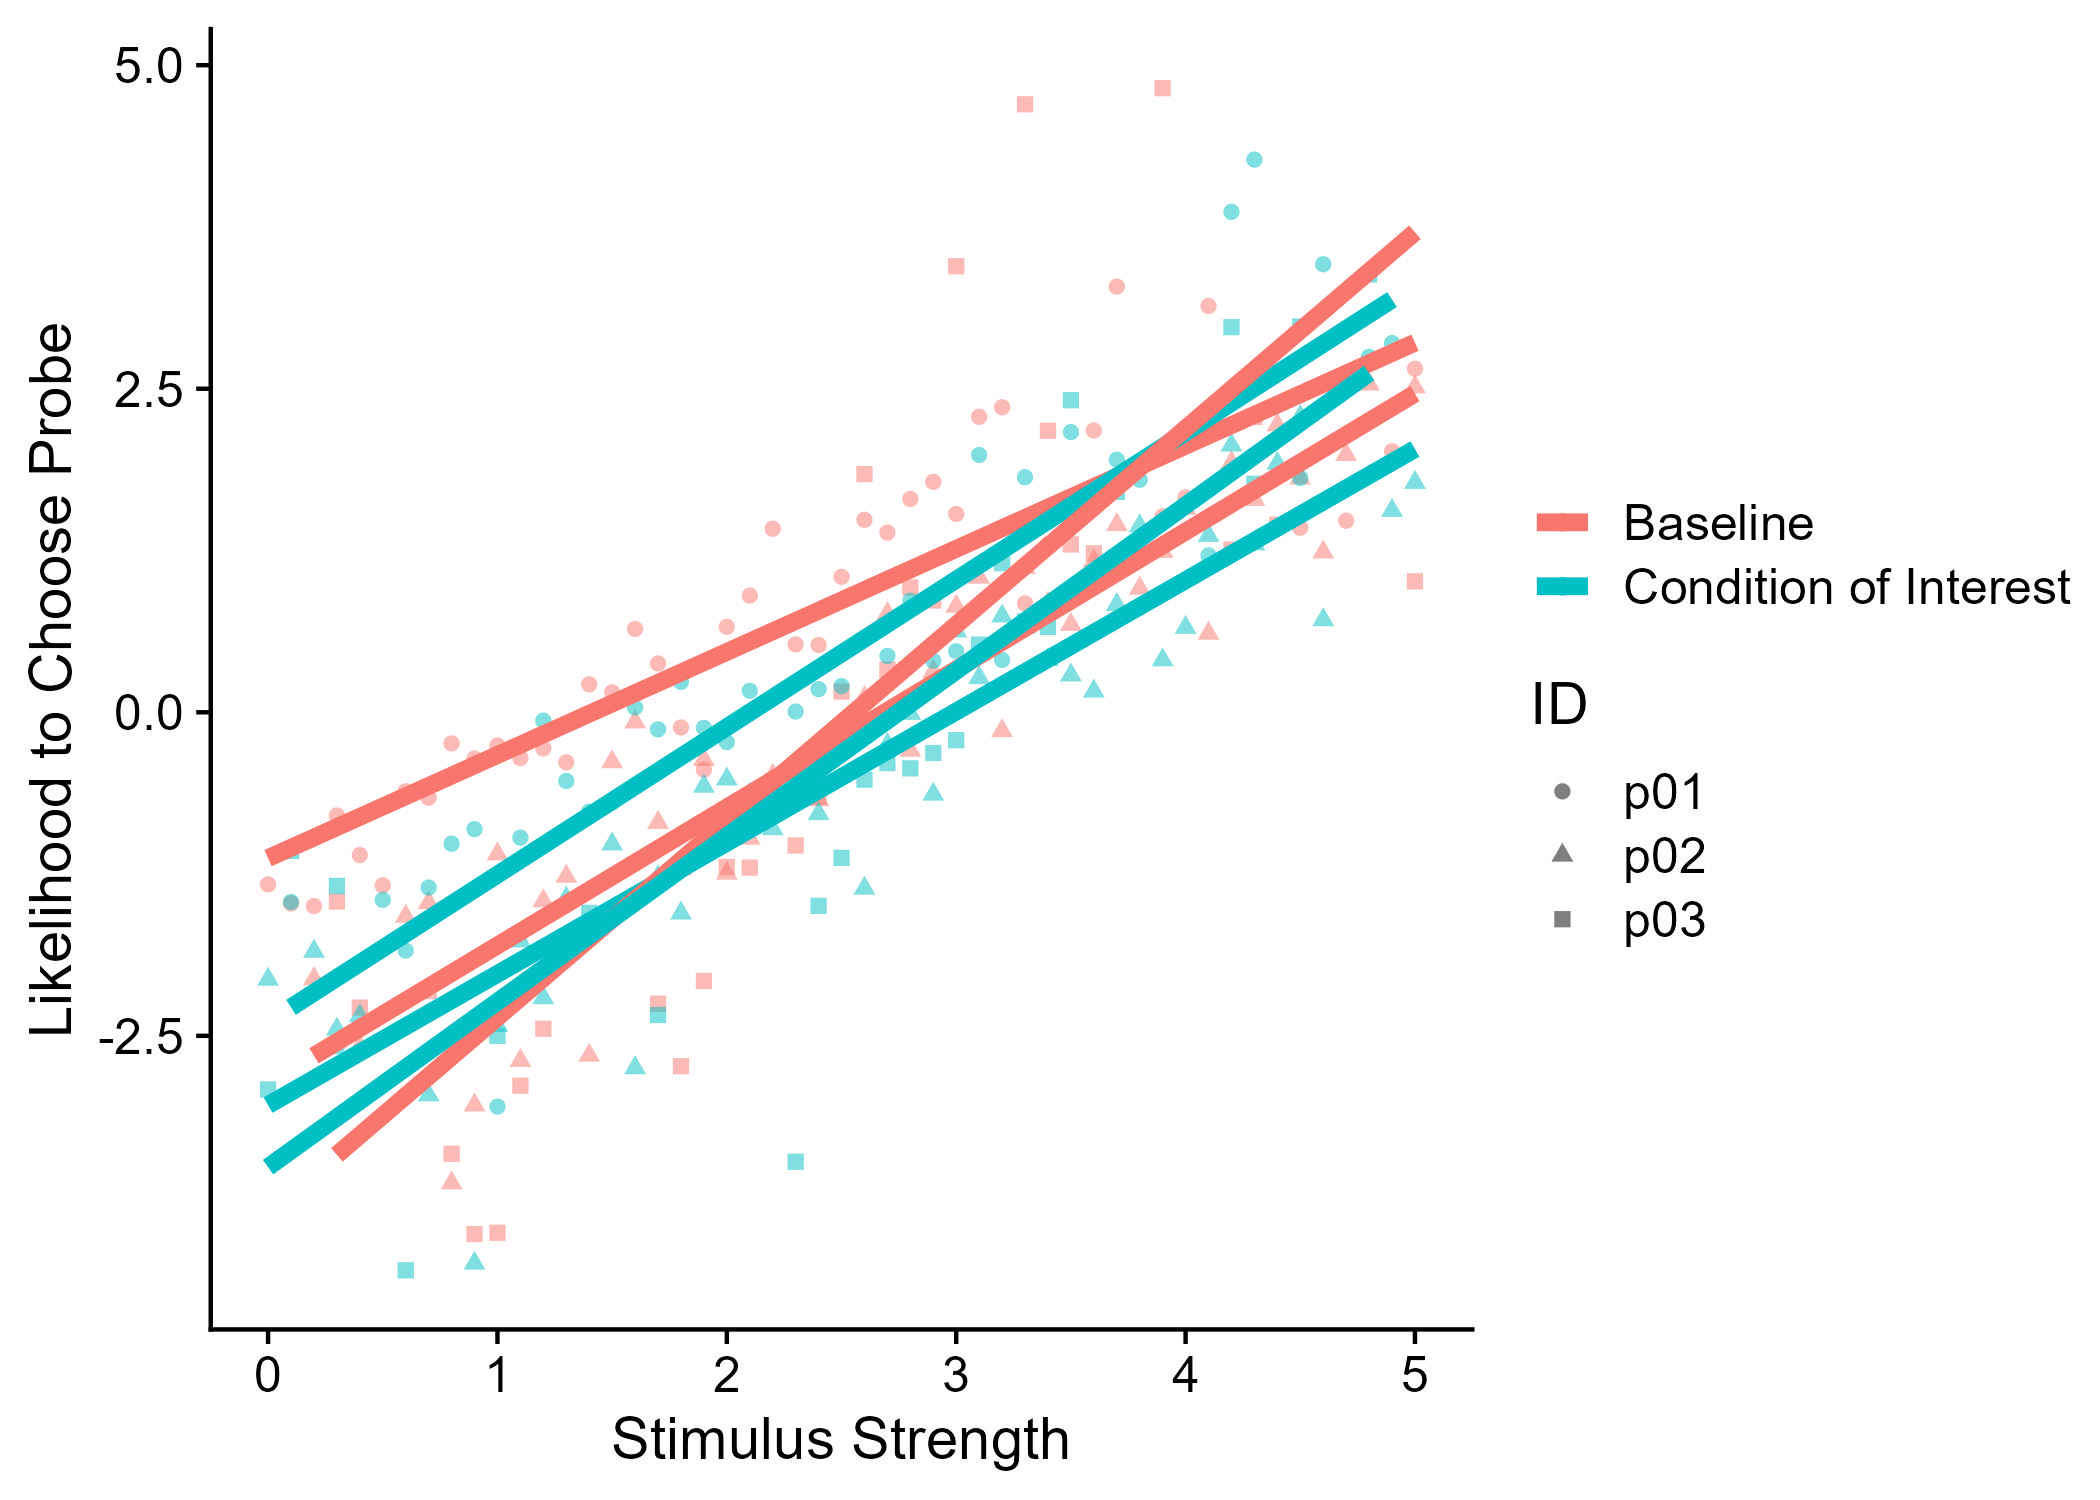 5.0
2.5
0.0
-2.5
Likelihood to Choose Probe
0 1 2 3 4 5
Stimulus Strength
Baseline
Condition of Interest
ID
p01
p02
p03